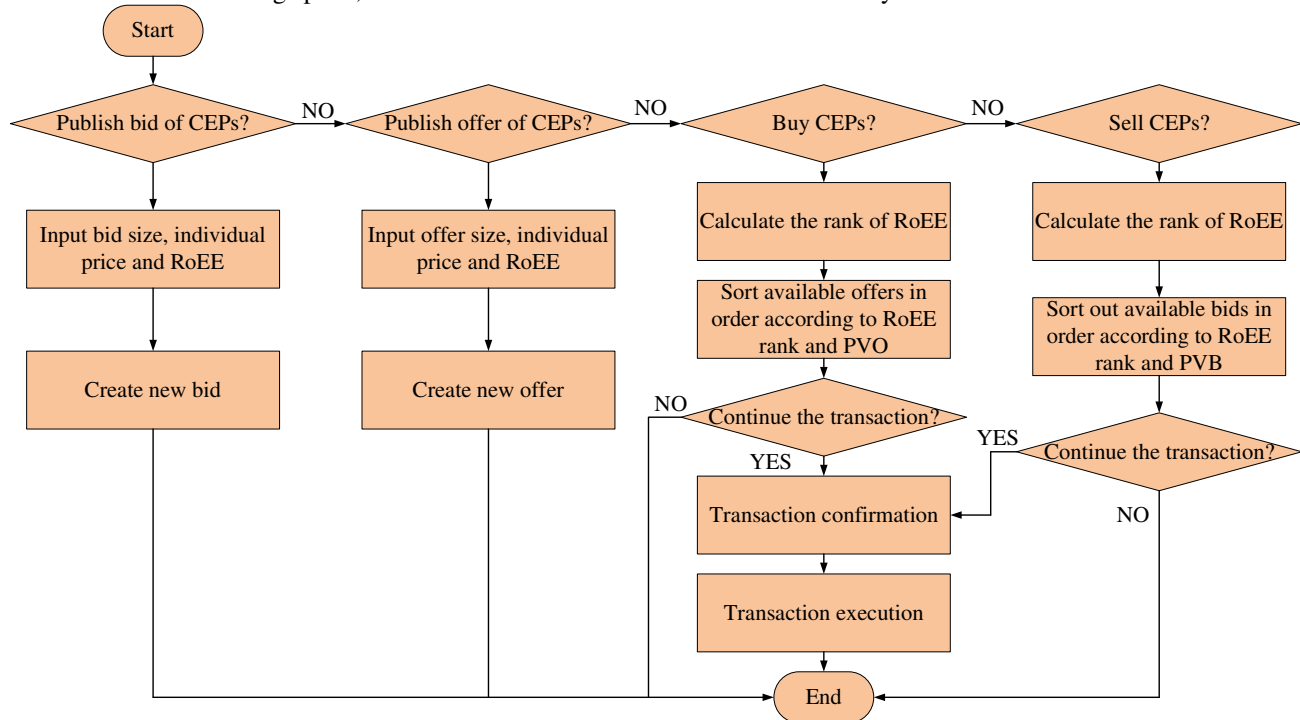 Start
Publish bid of CEPs?
NO
Publish offer of CEPs?
NO
Buy CEPs?
NO
Sell CEPs?
Input bid size, individual
price and RoEE
Input offer size, individual
price and RoEE
Calculate the rank of RoEE
Calculate the rank of RoEE
Sort available offers in
order according to RoEE
rank and PVO
Sort out available bids in
order according to RoEE
rank and PVB
Create new bid
Create new offer
NO
Continue the transaction?
YES
YES
Continue the transaction?
NO
Transaction confirmation
Transaction execution
End